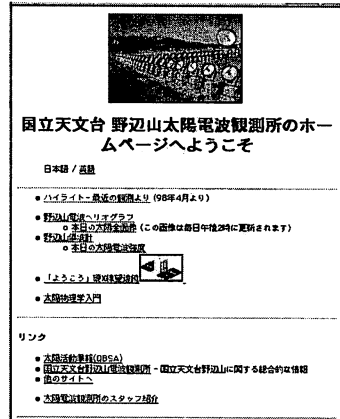 国立天文台 野辺山太陽電波観測所のホー
ムページへようこそ
日本語 / 英語
ハイライト - 最近の観測より (98年4月より)
野辺山電波ヘリオグラフ
本日の太陽全面像 (この画像は毎日午後2時に更新されます)
野辺山偏波計
本日の太陽電波強度
「ようこう」硬X線望遠鏡
太陽物理学入門
リンク
太陽活動事務(QBSA)
国立天文台野辺山電波観測所 - 国立天文台野辺山に関する総合的な情報
他のサイトへ
太陽電波観測所のスタッフ紹介